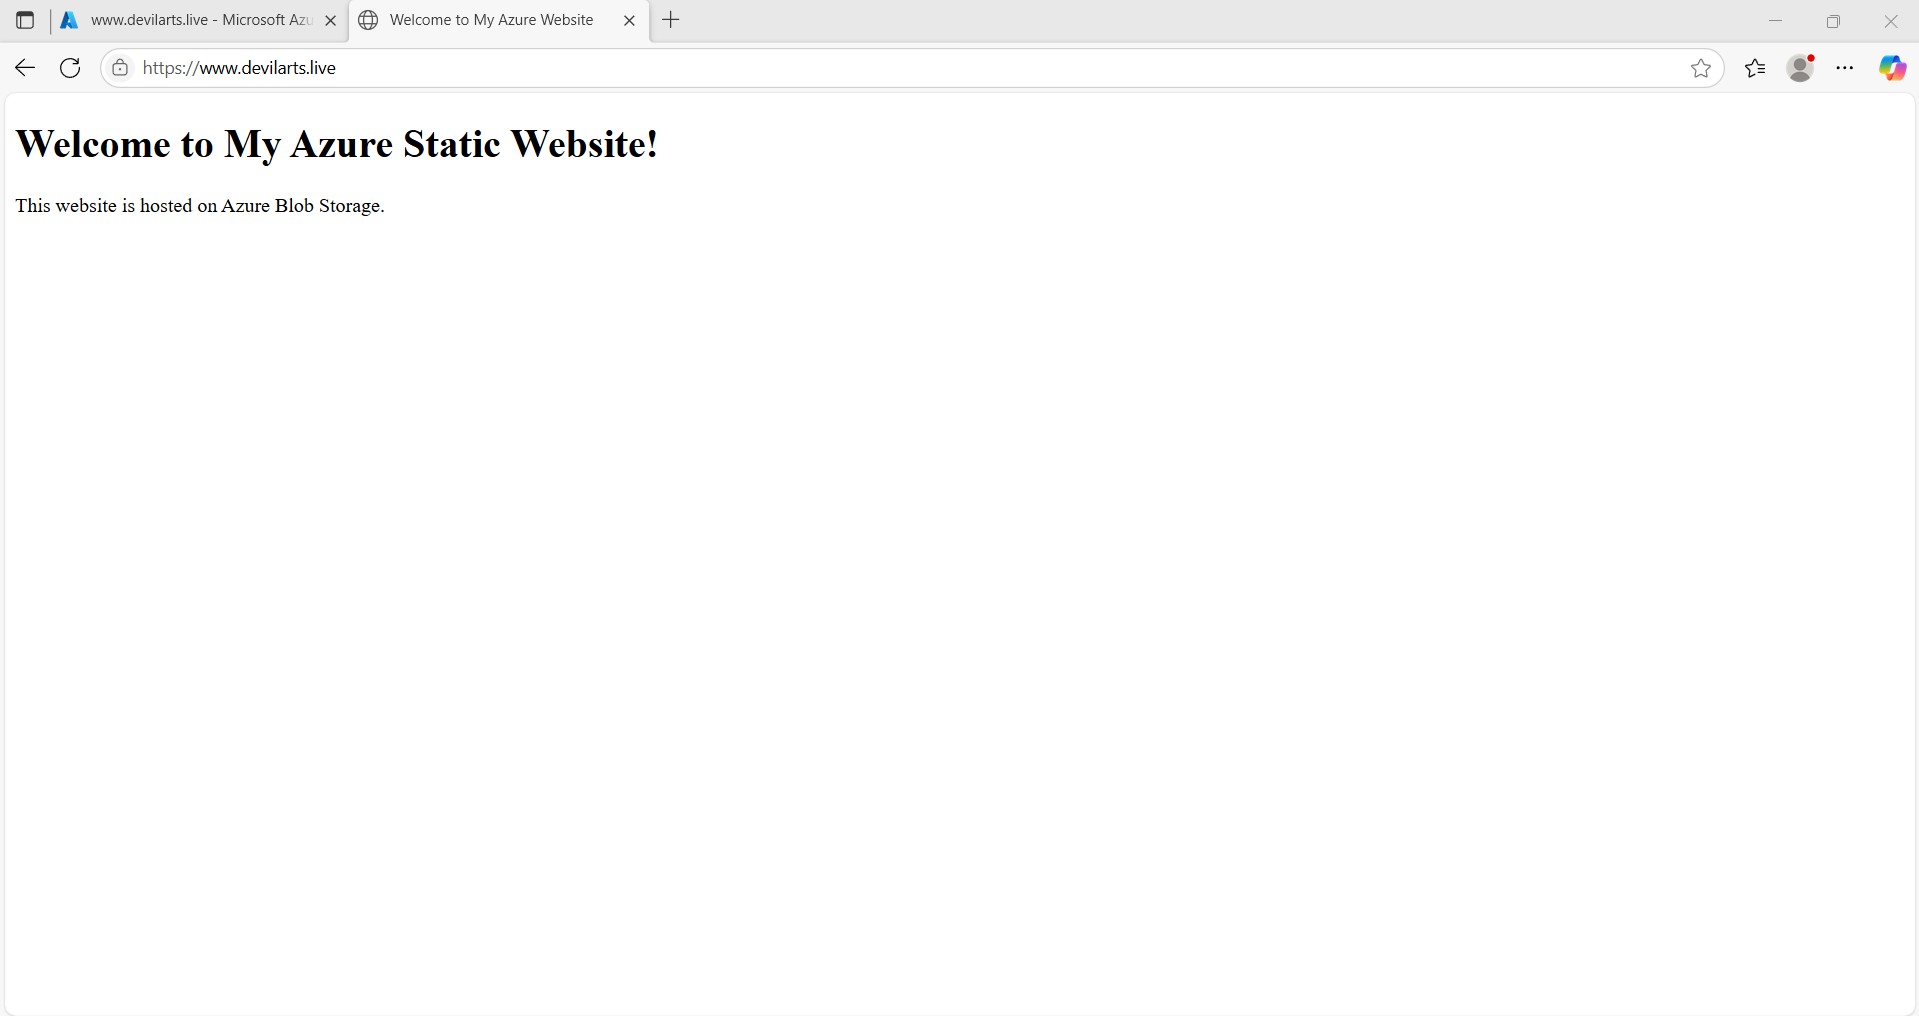 www.devilarts.live - Microsoft Azu
Welcome to My Azure Website
https://www.devilarts.live
Welcome to My Azure Static Website!
This website is hosted on Azure Blob Storage.